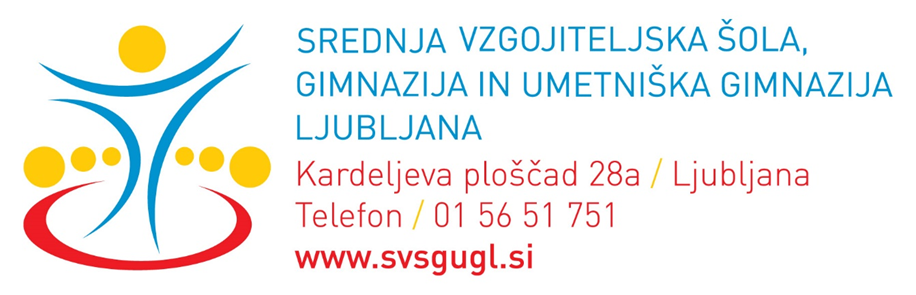 SREDNJA VZGOJITELJSKA ŠOLA,
GIMNAZIJA IN UMETNIŠKA GIMNAZIJA
LJUBLJANA
Kardeljeva ploščad 28a / Ljubljana
Telefon / 01 56 51 751
www.svsgugl.si